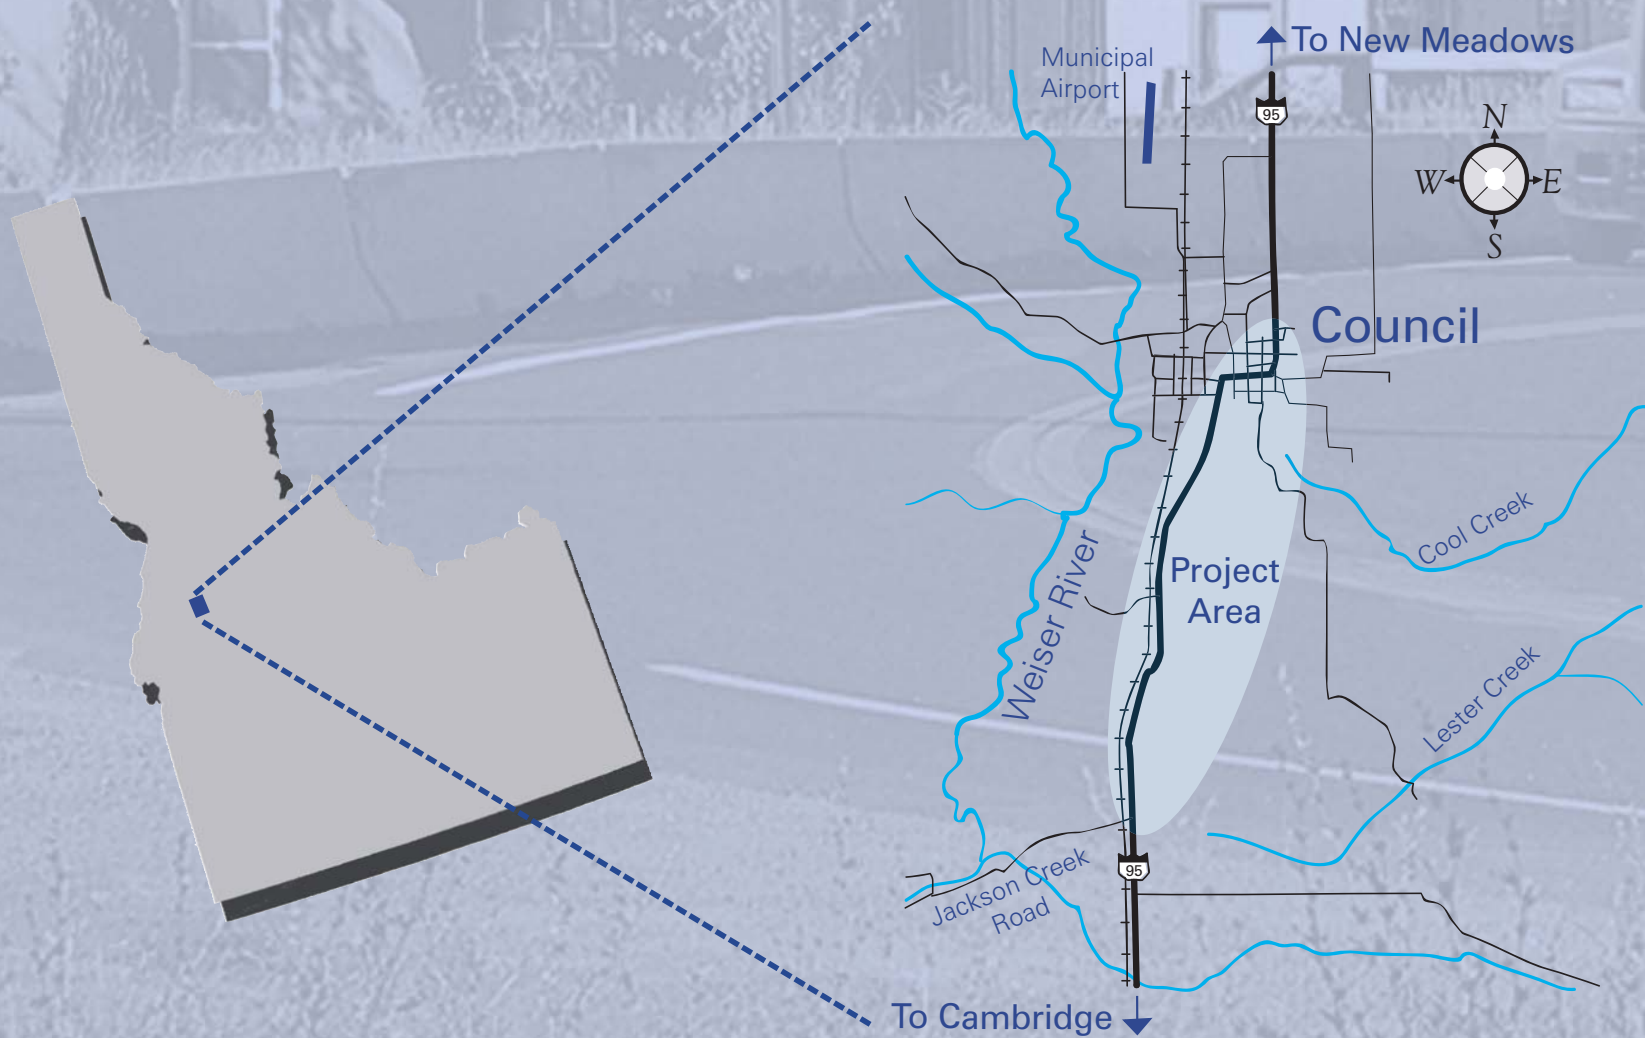 To New Meadows
Municipal
Airport
95
N
W
E
S
Council
Project
Area
Cool Creek
Weiser River
Lester Creek
95
Jackson Creek
Road
To Cambridge